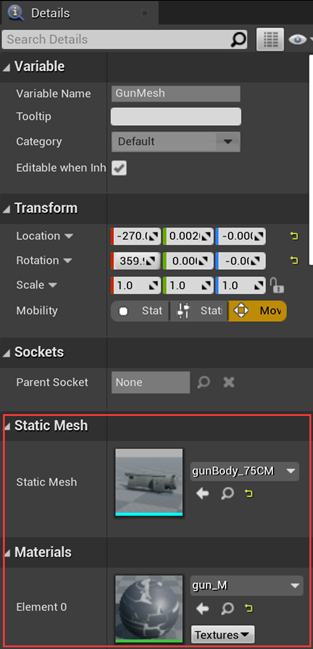 Details
Search Details
Variable
Variable Name GunMesh
Tooltip
Category Default
Editable when Inh
Transform
Location -270.( 0.002 -0.00(
Rotation 359.9 0.00( -0.0(
Scale 1.0 1.0 1.0
Mobility Stat Stati Mov
Sockets
Parent Socket None
Static Mesh
Static Mesh gunBody_75CM
Materials
Element 0 gun_M
Textures